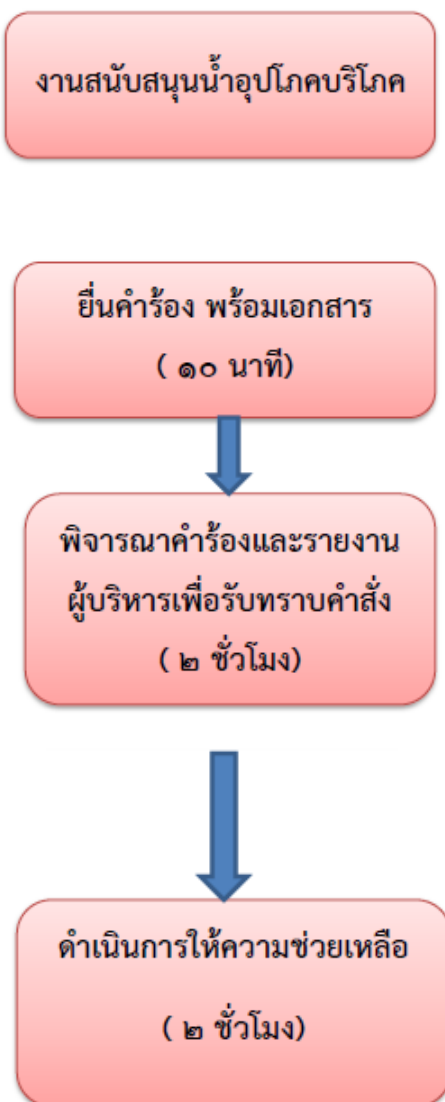 งานสนับสนุนน้ำอุปโภคบริโภค
ยื่นคำร้อง พร้อมเอกสาร
( ๑๐ นาที)
พิจารณาคำร้องและรายงาน
ผู้บริหารเพื่อรับทราบคำสั่ง
( ๒ ชั่วโมง)
ดำเนินการให้ความช่วยเหลือ
( ๒ ชั่วโมง)